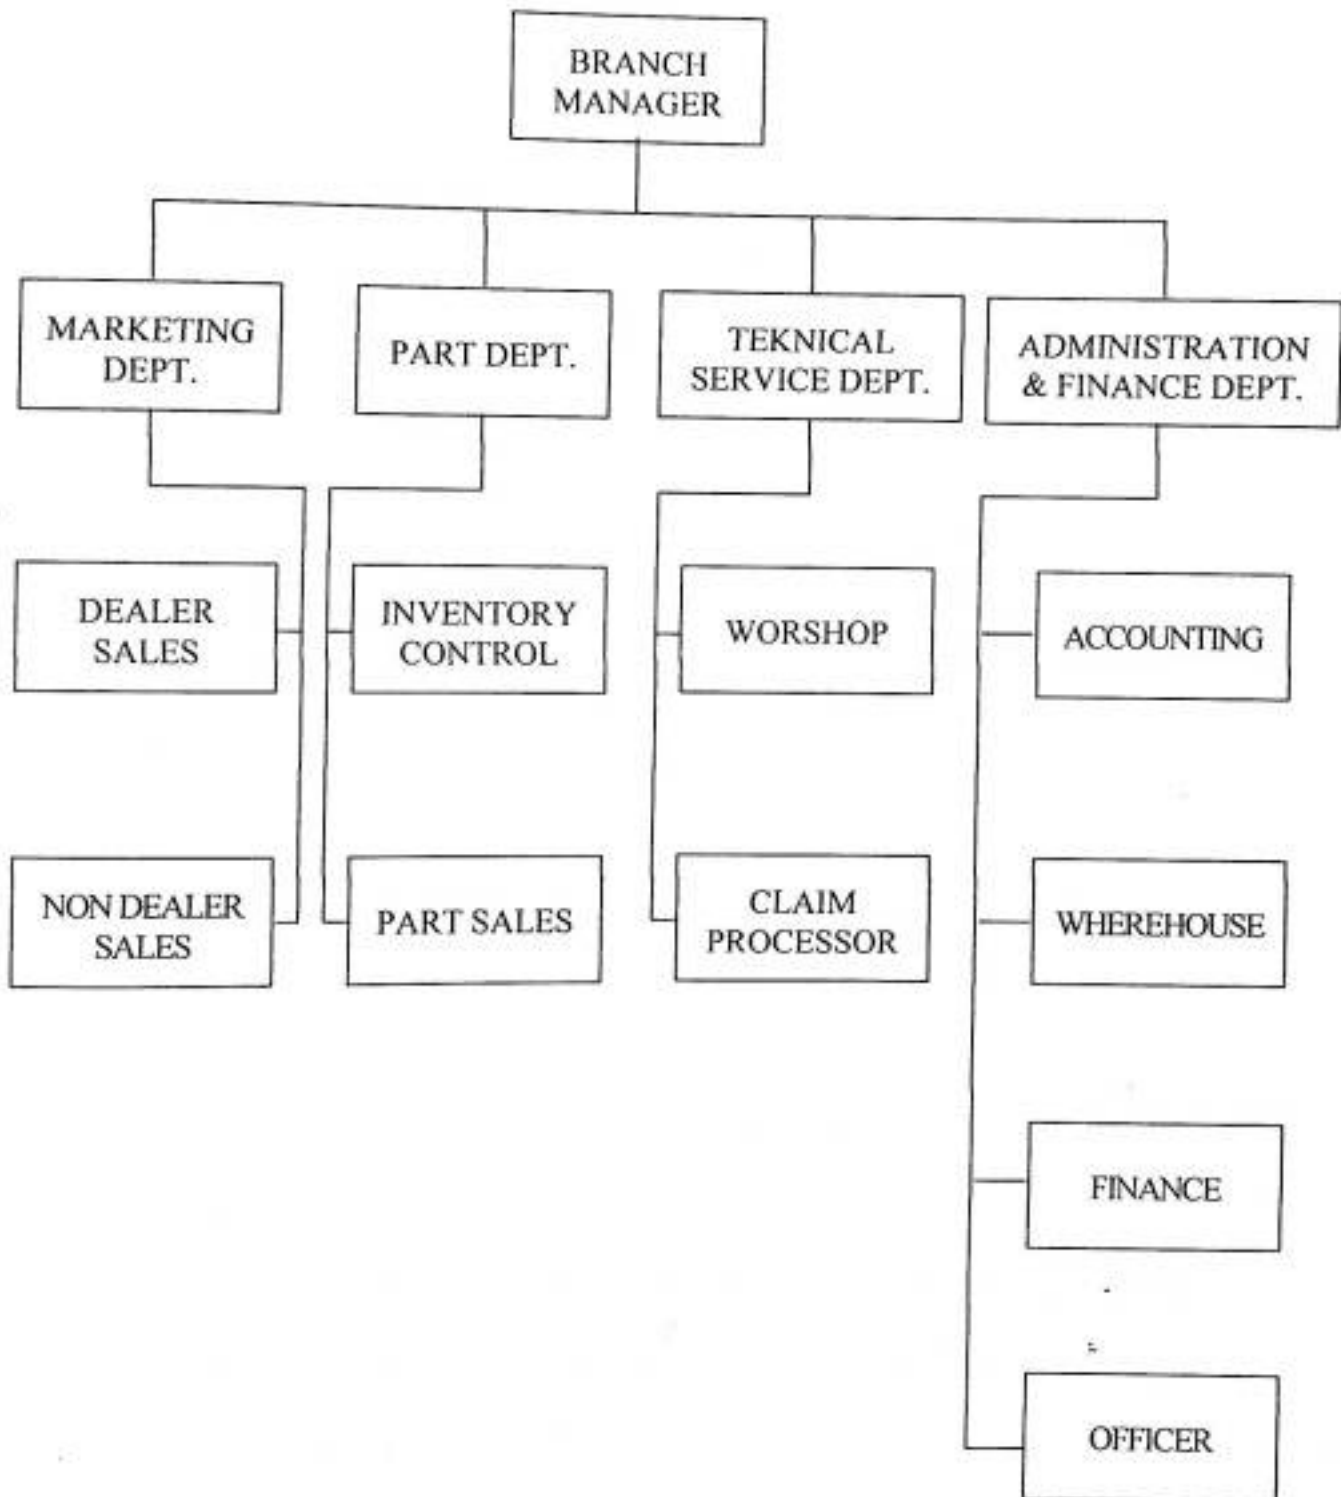 BRANCH
MANAGER
MARKETING
DEPT.
PART DEPT.
TEKNICAL
SERVICE DEPT.
ADMINISTRATION
& FINANCE DEPT.
DEALER
SALES
INVENTORY
CONTROL
WORSHOP
ACCOUNTING
NON DEALER
SALES
PART SALES
CLAIM
PROCESSOR
WHEREHOUSE
FINANCE
OFFICER